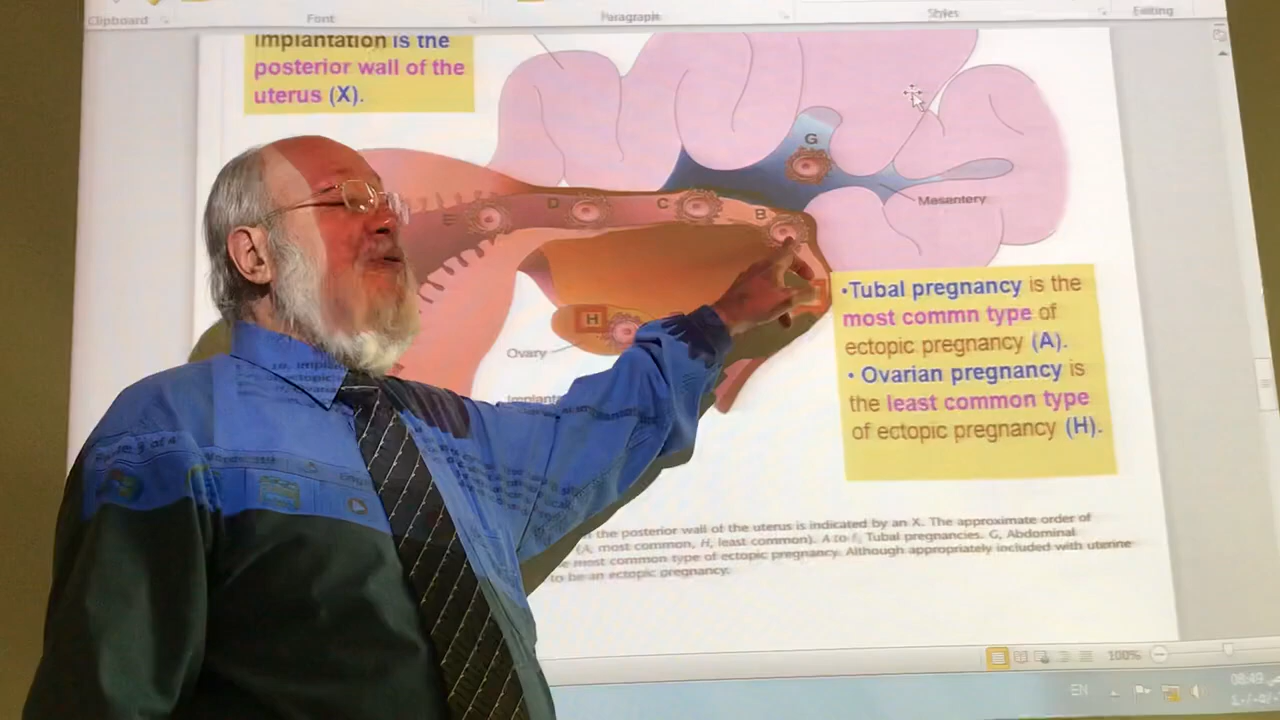 Clipboard
Font
Paragraph
Styles
Editing
Implantation is the
posterior wall of the
uterus (X).
G
Mesentery
E
D
C
B
H
Ovary
•Tubal pregnancy is the
most commn type of
ectopic pregnancy (A).
• Ovarian pregnancy is
the least common type
of ectopic pregnancy (H).
the posterior wall of the uterus is indicated by an X. The approximate order of
(A, most common, H, least common). A to F, Tubal pregnancies. G, Abdominal
most common type of ectopic pregnancy. Although appropriately included with uterine
to be an ectopic pregnancy.
100%
EN
08:49